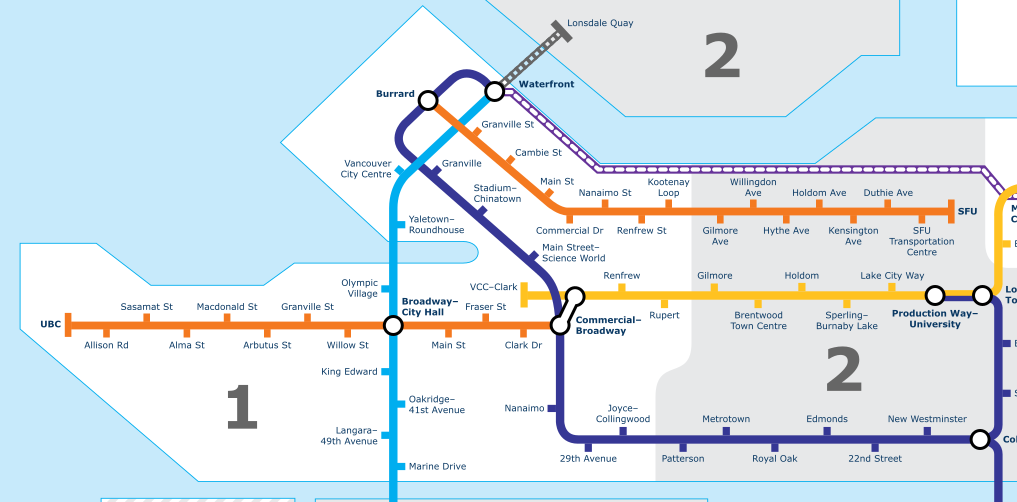 Lonsdale Quay
2
Burrard
Waterfront
Granville St
Vancouver
City Centre
Granville
Cambie St
Stadium–
Chinatown
Main St
Nanaimo St
Kootenay
Loop
Willingdon
Ave
Holdom Ave
Duthie Ave
SFU
M
C
Yaletown–
Roundhouse
Commercial Dr
Renfrew St
Gilmore
Ave
Hythe Ave
Kensington
Ave
SFU
Transportation
Centre
Main Street–
Science World
Olympic
Village
VCC–Clark
Renfrew
Gilmore
Holdom
Lake City Way
Lo
To
UBC
Sasamat St
Macdonald St
Granville St
Broadway–
City Hall
Fraser St
Commercial–
Broadway
Rupert
Brentwood
Town Centre
Sperling–
Burnaby Lake
Production Way–
University
Allison Rd
Alma St
Arbutus St
Willow St
Main St
Clark Dr
King Edward
1
2
Oakridge–
41st Avenue
Nanaimo
Joyce–
Collingwood
Metrotown
Edmonds
New Westminster
Col
Langara–
49th Avenue
29th Avenue
Patterson
Royal Oak
22nd Street
Marine Drive